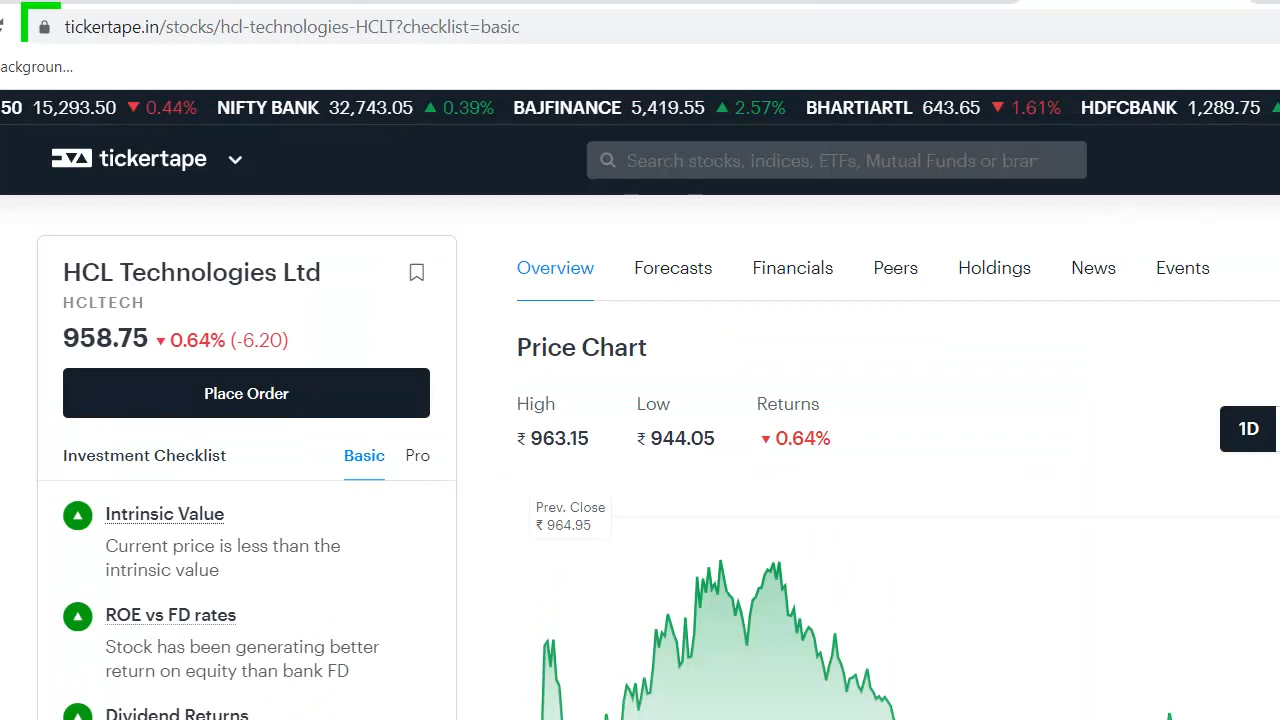 tickertape.in/stocks/hcl-technologies-HCLT?checklist=basic
ackgroun...
50 15,293.50 ▼ 0.44% NIFTY BANK 32,743.05 ▲ 0.39% BAJFINANCE 5,419.55 ▲ 2.57% BHARTIARTL 643.65 ▼ 1.61% HDFCBANK 1,289.75
tickertape
Search stocks, indices, ETFs, Mutual Funds or brar
HCL Technologies Ltd
HCLTECH
958.75 ▼ 0.64% (-6.20)
Place Order
Investment Checklist Basic Pro
Intrinsic Value
Current price is less than the
intrinsic value
ROE vs FD rates
Stock has been generating better
return on equity than bank FD
Dividend Returns
Overview Forecasts Financials Peers Holdings News Events
Price Chart
High Low Returns
₹ 963.15 ₹ 944.05 ▼ 0.64%
1D
Prev. Close
₹ 964.95